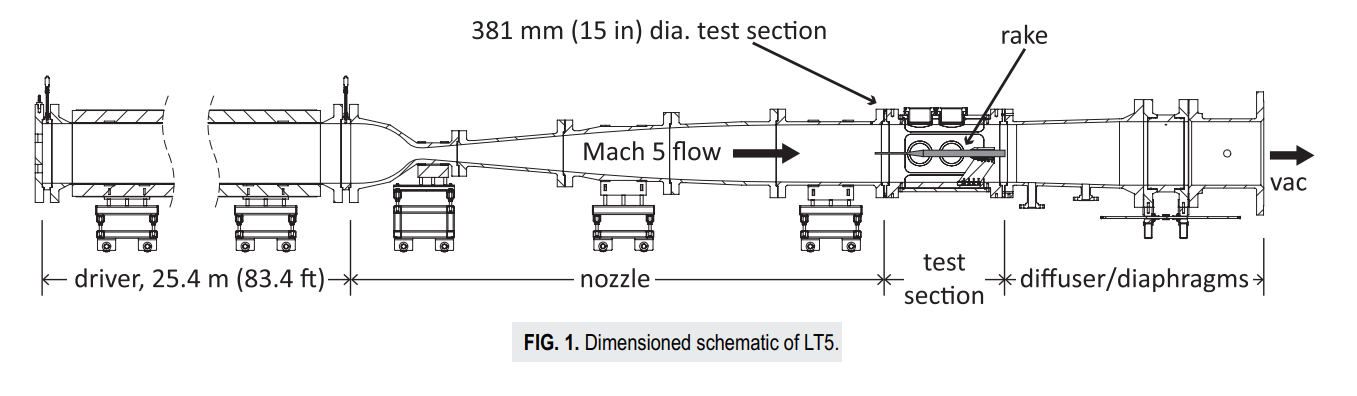 381 mm (15 in) dia. test section
rake
Mach 5 flow
vac
driver, 25.4 m (83.4 ft)
nozzle
test
section
diffuser/diaphragms
FIG. 1. Dimensioned schematic of LT5.